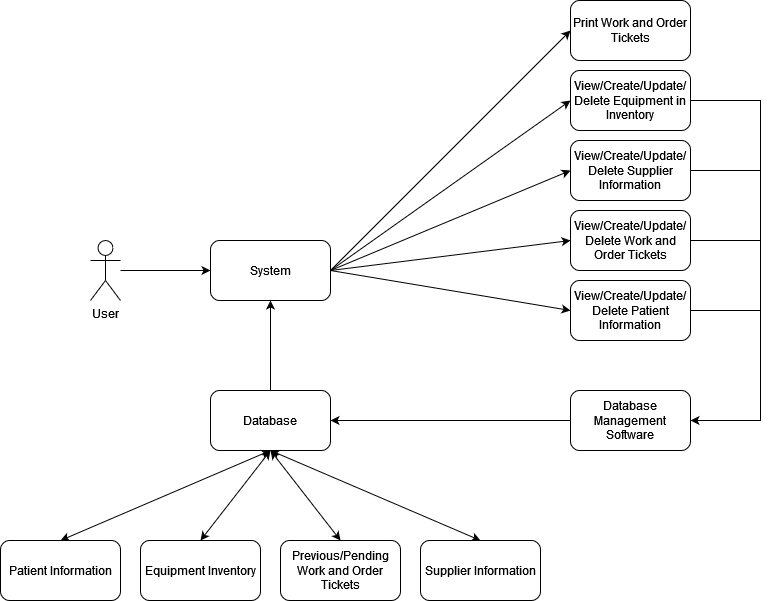 Print Work and Order
Tickets
View/Create/Update/
Delete Equipment in
Inventory
View/Create/Update/
Delete Supplier
Information
View/Create/Update/
Delete Work and
Order Tickets
System
User
View/Create/Update/
Delete Patient
Information
Database
Database
Management
Software
Patient Information
Equipment Inventory
Previous/Pending
Work and Order
Tickets
Supplier Information